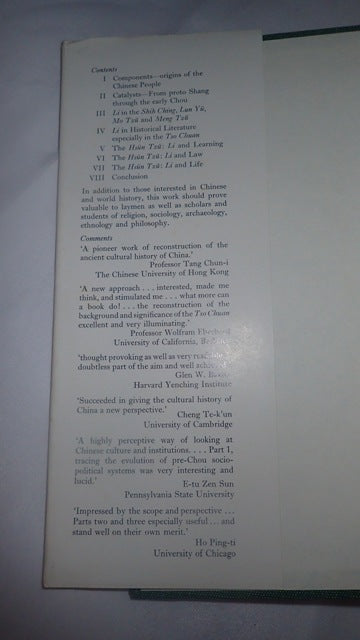 Contents
I Components—origins of the
Chinese People
II Catalysts—From proto Shang
through the early Chou
III Li in the Shih Ching, Lun Yü,
Mo Tzŭ and Meng Tzŭ
IV Li in Historical Literature
especially in the Tso Chuan
V The Hsün Tzŭ: Li and Learning
VI The Hsün Tzŭ: Li and Law
VII The Hsün Tzŭ: Li and Life
VIII Conclusion
In addition to those interested in Chinese
and world history, this work should prove
valuable to laymen as well as scholars and
students of religion, sociology, archaeology,
ethnology and philosophy.
Comments
'A pioneer work of reconstruction of the
ancient cultural history of China.'
Professor Tang Chun-i
The Chinese University of Hong Kong
'A new approach . . . interested, made me
think, and stimulated me . . . what more can
a book do! . . . the reconstruction of the
background and significance of the Tso Chuan
excellent and very illuminating.'
Professor Wolfram Eberhard
University of California,
'thought provoking as well as very
doubtless part of the aim and well
Glen W.
Harvard Yenching Institute
'Succeeded in giving the cultural history of
China a new perspective.'
Cheng Te-k'un
University of Cambridge
'A highly perceptive way of looking at
Chinese culture and institutions. . . . Part 1,
tracing the evolution of pre-Chou socio-
political systems was very interesting and
lucid.'
E-tu Zen Sun
Pennsylvania State University
'Impressed by the scope and perspective . . .
Parts two and three especially useful . . . and
stand well on their own merit.'
Ho Ping-ti
University of Chicago